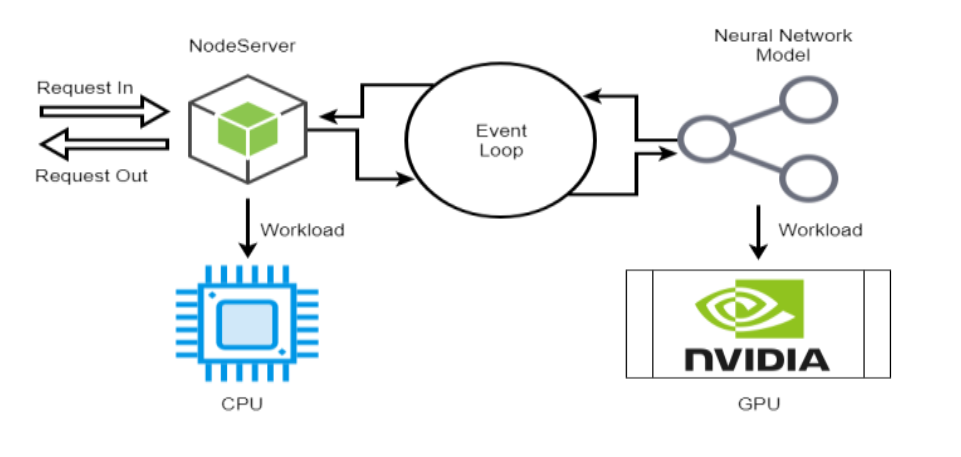 NodeServer
Neural Network
Model
Request In
Event
Loop
Request Out
Workload
Workload
NVIDIA
CPU
GPU